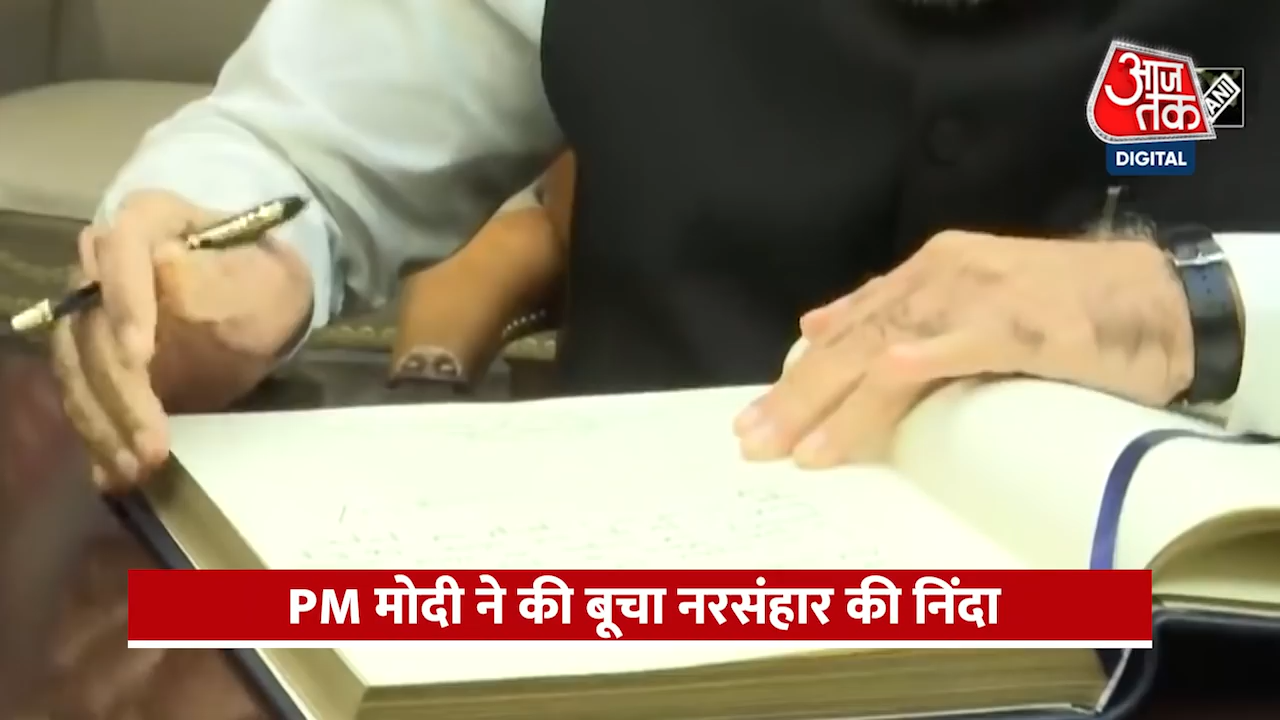 आज
तक
ANI
DIGITAL
PM मोदी ने की बूचा नरसंहार की निंदा